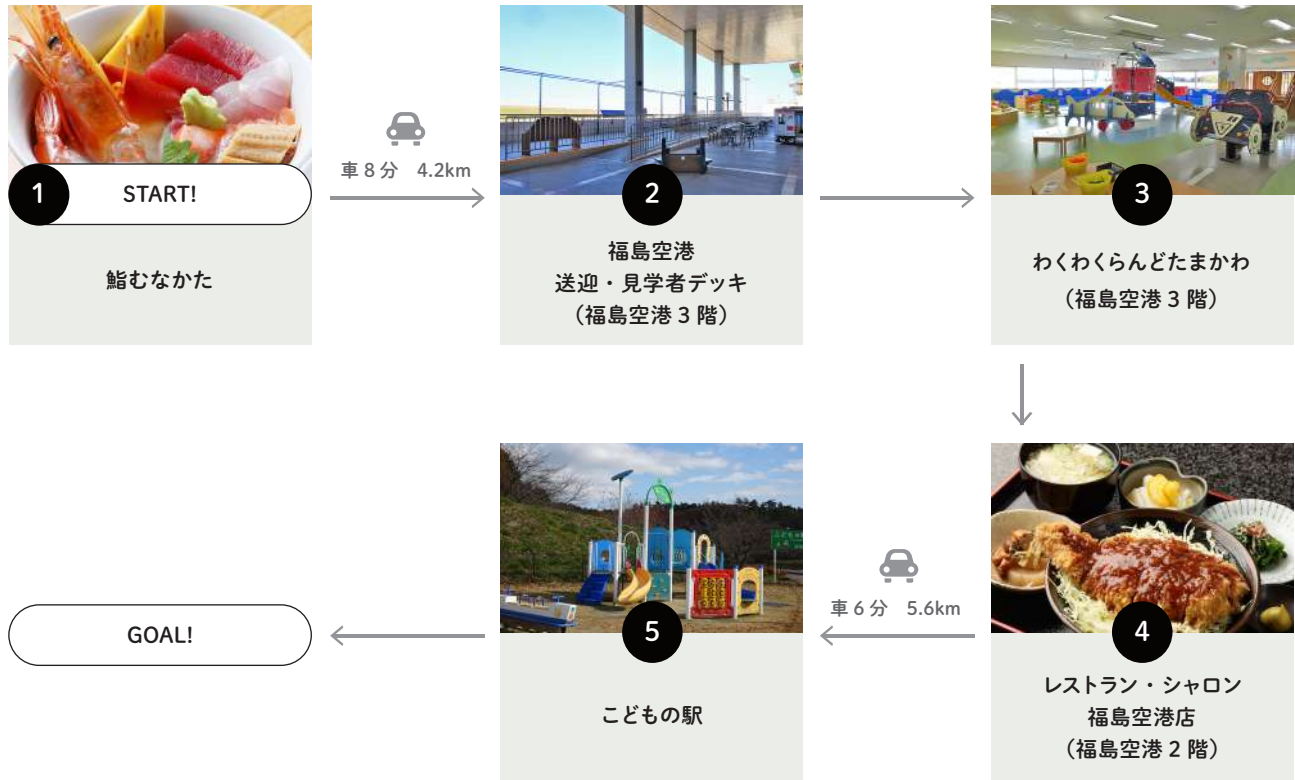 1
START!
鮨むなかた
車8分 4.2km
2
福島空港
送迎・見学者デッキ
（福島空港3階）
3
わくわくらんどたまかわ
（福島空港3階）
4
レストラン・シャロン
福島空港店
（福島空港2階）
車6分 5.6km
5
こどもの駅
GOAL!